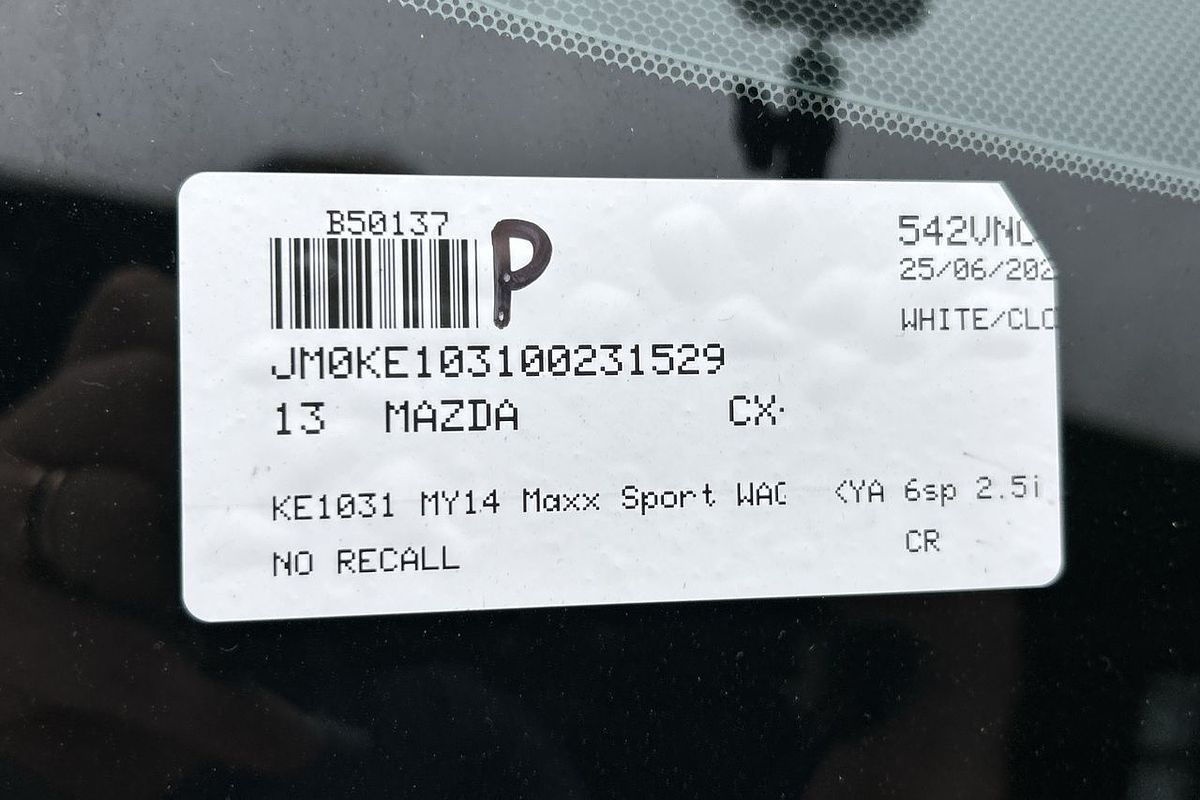 B50137
P
542VN
25/06/202
WHITE/CLO
JM0KE103100231529
13 MAZDA CX-
KE1031 MY14 Maxx Sport WAG YA 6sp 2.5i
NO RECALL CR